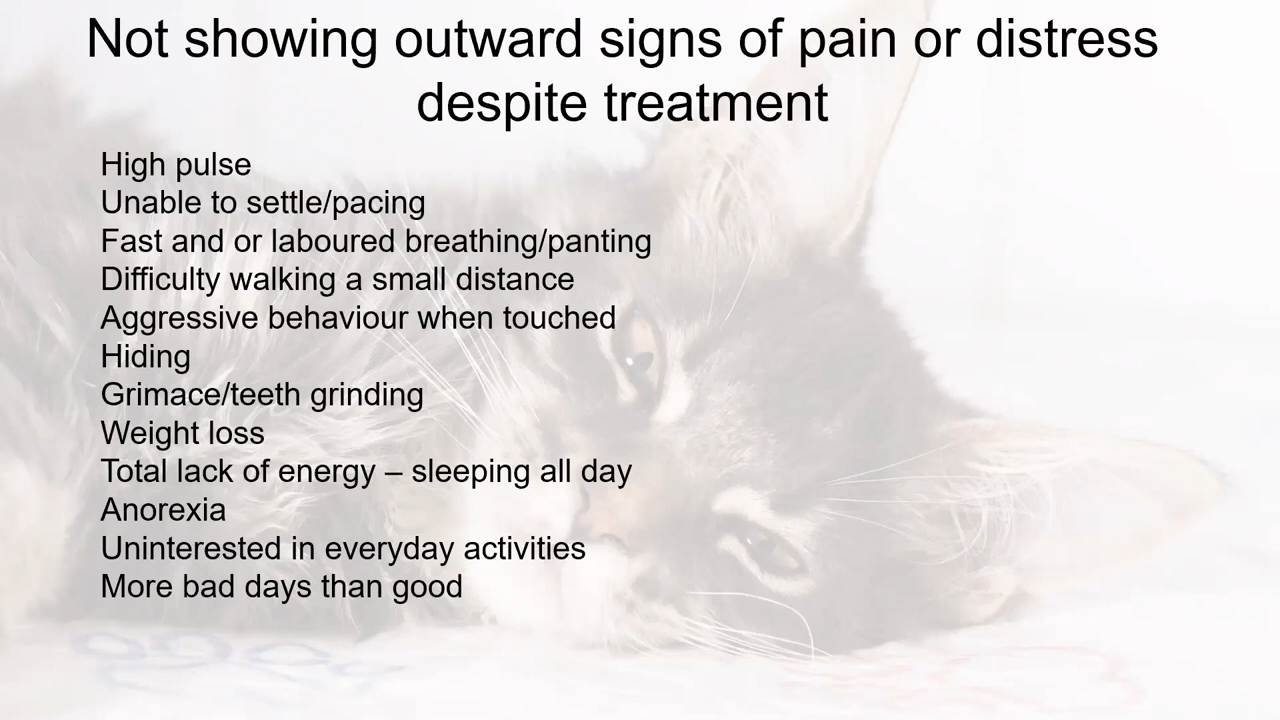 Not showing outward signs of pain or distress
despite treatment
High pulse
Unable to settle/pacing
Fast and or laboured breathing/panting
Difficulty walking a small distance
Aggressive behaviour when touched
Hiding
Grimace/teeth grinding
Weight loss
Total lack of energy – sleeping all day
Anorexia
Uninterested in everyday activities
More bad days than good